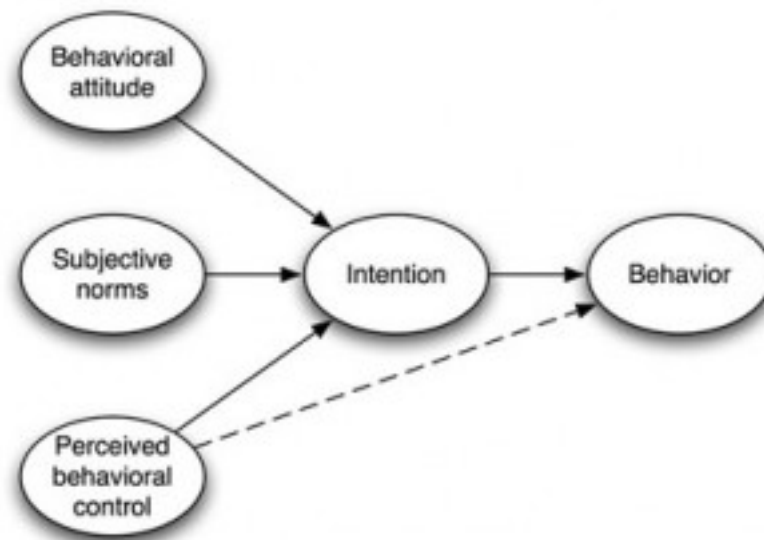 Behavioral
attitude
Subjective
norms
Intention
Behavior
Perceived
behavioral
control